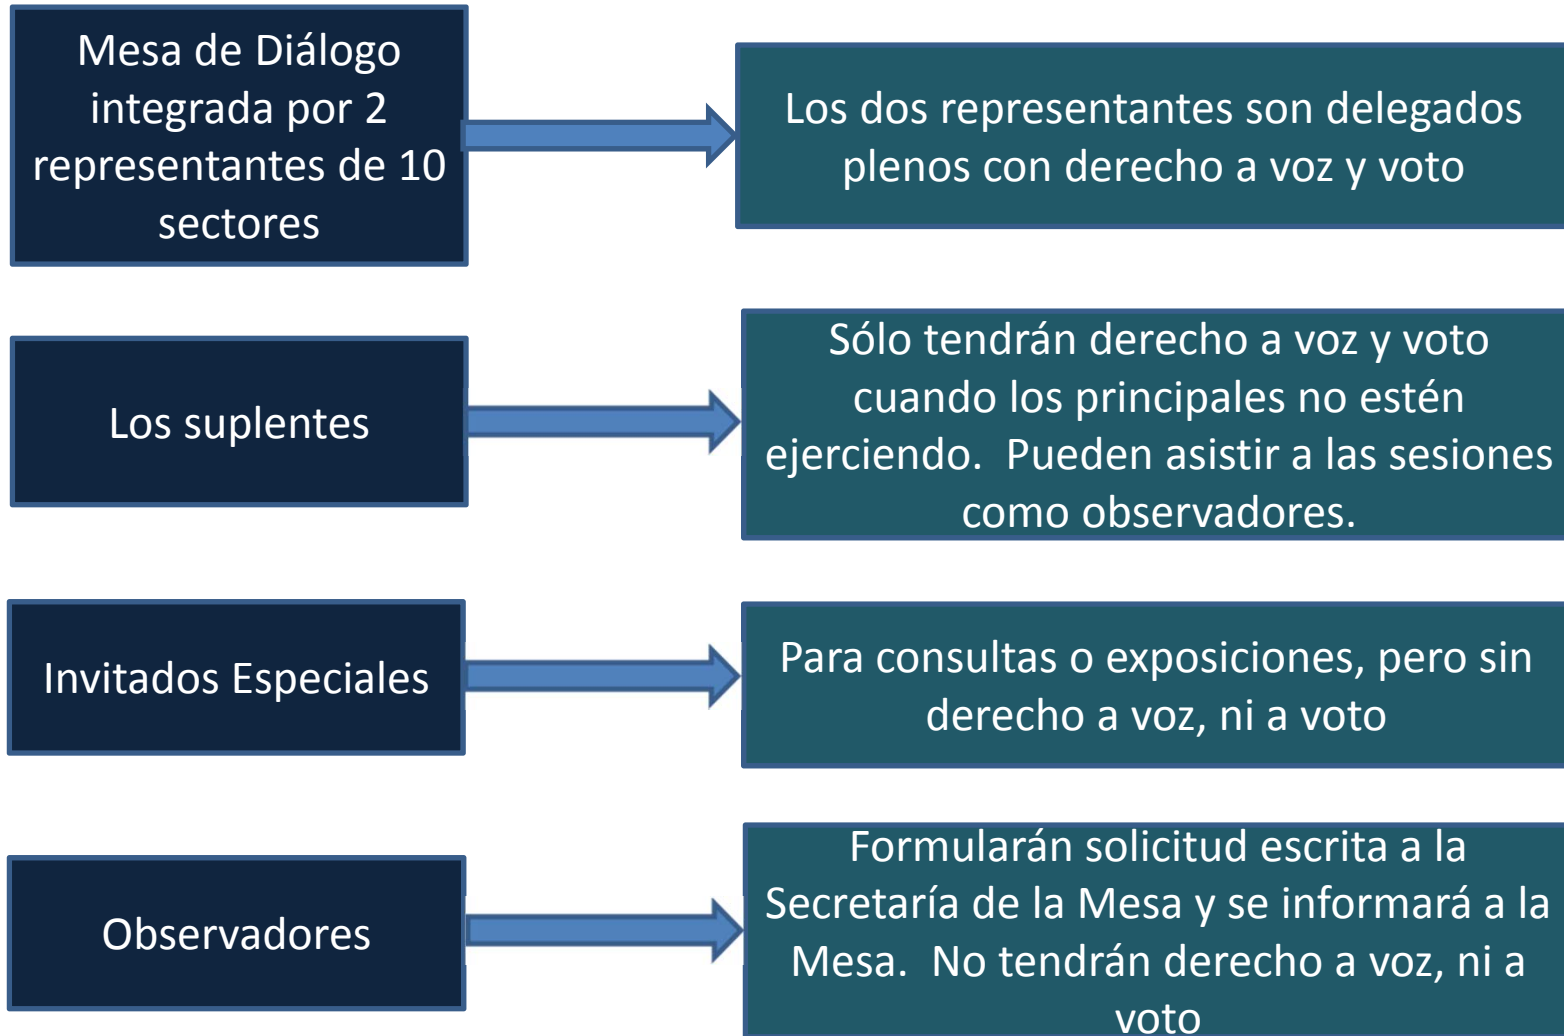 Mesa de Diálogo
integrada por 2
representantes de 10
sectores
Los dos representantes son delegados
plenos con derecho a voz y voto
Los suplentes
Sólo tendrán derecho a voz y voto
cuando los principales no estén
ejerciendo.  Pueden asistir a las sesiones
como observadores.
Invitados Especiales
Para consultas o exposiciones, pero sin
derecho a voz, ni a voto
Observadores
Formularán solicitud escrita a la
Secretaría de la Mesa y se informará a la
Mesa.  No tendrán derecho a voz, ni a
voto